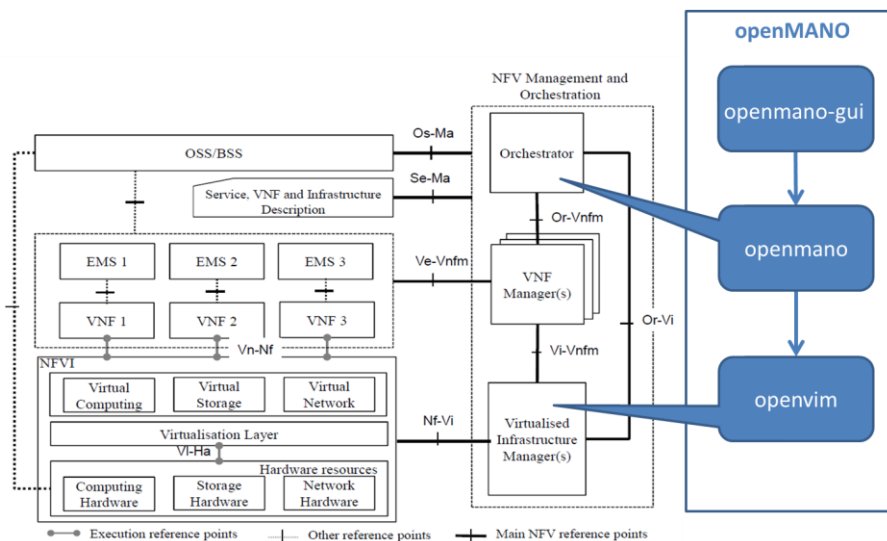 openMANO
openmano-gui
openmano
openvim
NFV Management and
Orchestration
Os-Ma
OSS/BSS
Orchestrator
Se-Ma
Service, VNF and Infrastructure
Description
Or-Vnfm
EMS 1
EMS 2
EMS 3
Ve-Vnfm
VNF
Manager(s)
VNF 1
VNF 2
VNF 3
Or-Vi
Vn-Nf
Vi-Vnfm
NFVI
Virtual
Computing
Virtual
Storage
Virtual
Network
Nf-Vi
Virtualised
Infrastructure
Manager(s)
Virtualisation Layer
Vl-Ha
Hardware resources
Computing
Hardware
Storage
Hardware
Network
Hardware
Execution reference points
Other reference points
Main NFV reference points